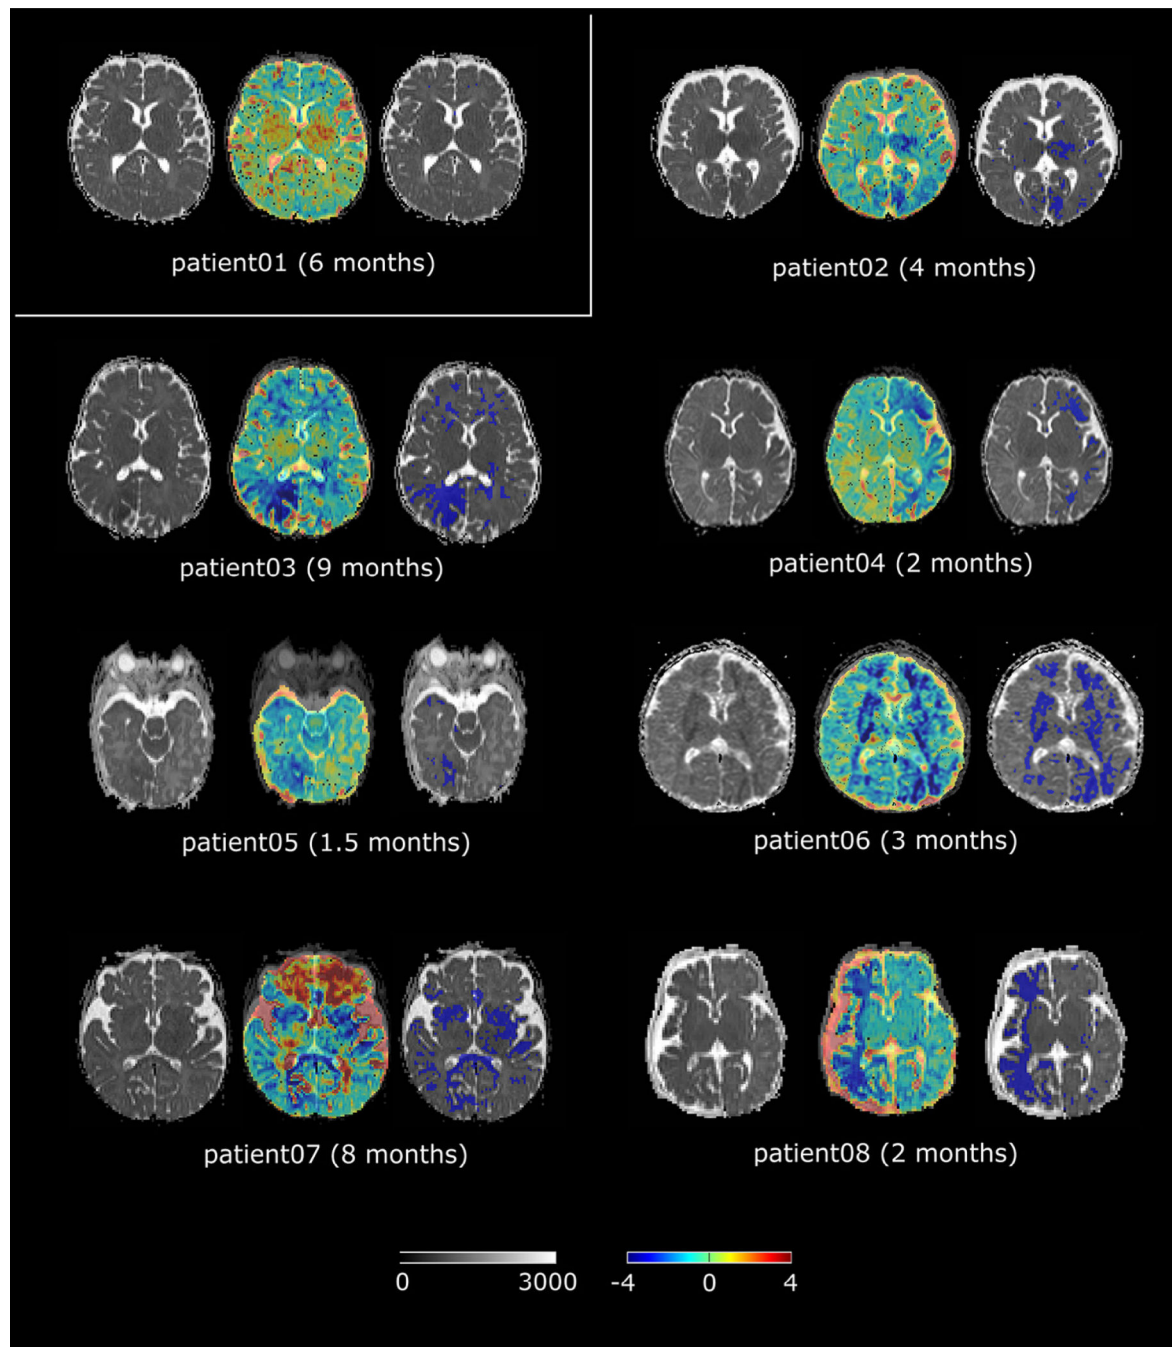 patient01 (6 months)
patient02 (4 months)
patient03 (9 months)
patient04 (2 months)
patient05 (1.5 months)
patient06 (3 months)
patient07 (8 months)
patient08 (2 months)
0 3000
-4 0 4